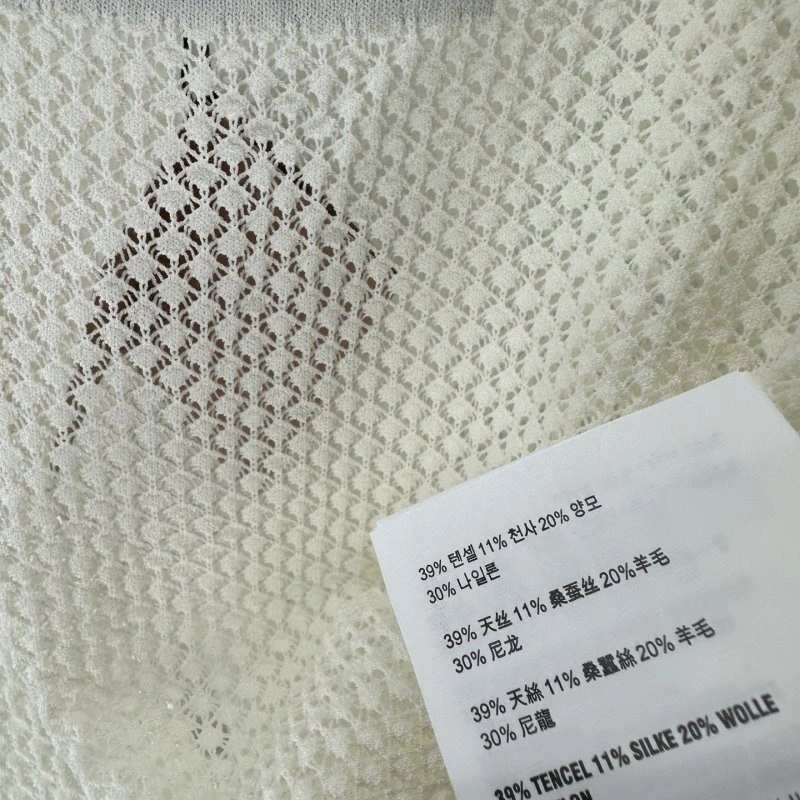 39% 텐셀 11% 천사 20% 양모
30% 나일론
39% 天丝 11% 桑蚕丝 20%羊毛
30% 尼龙
39% 天絲 11% 桑蠶絲 20% 羊毛
30% 尼龍
39% TENCEL 11% SILKE 20% WOLLE